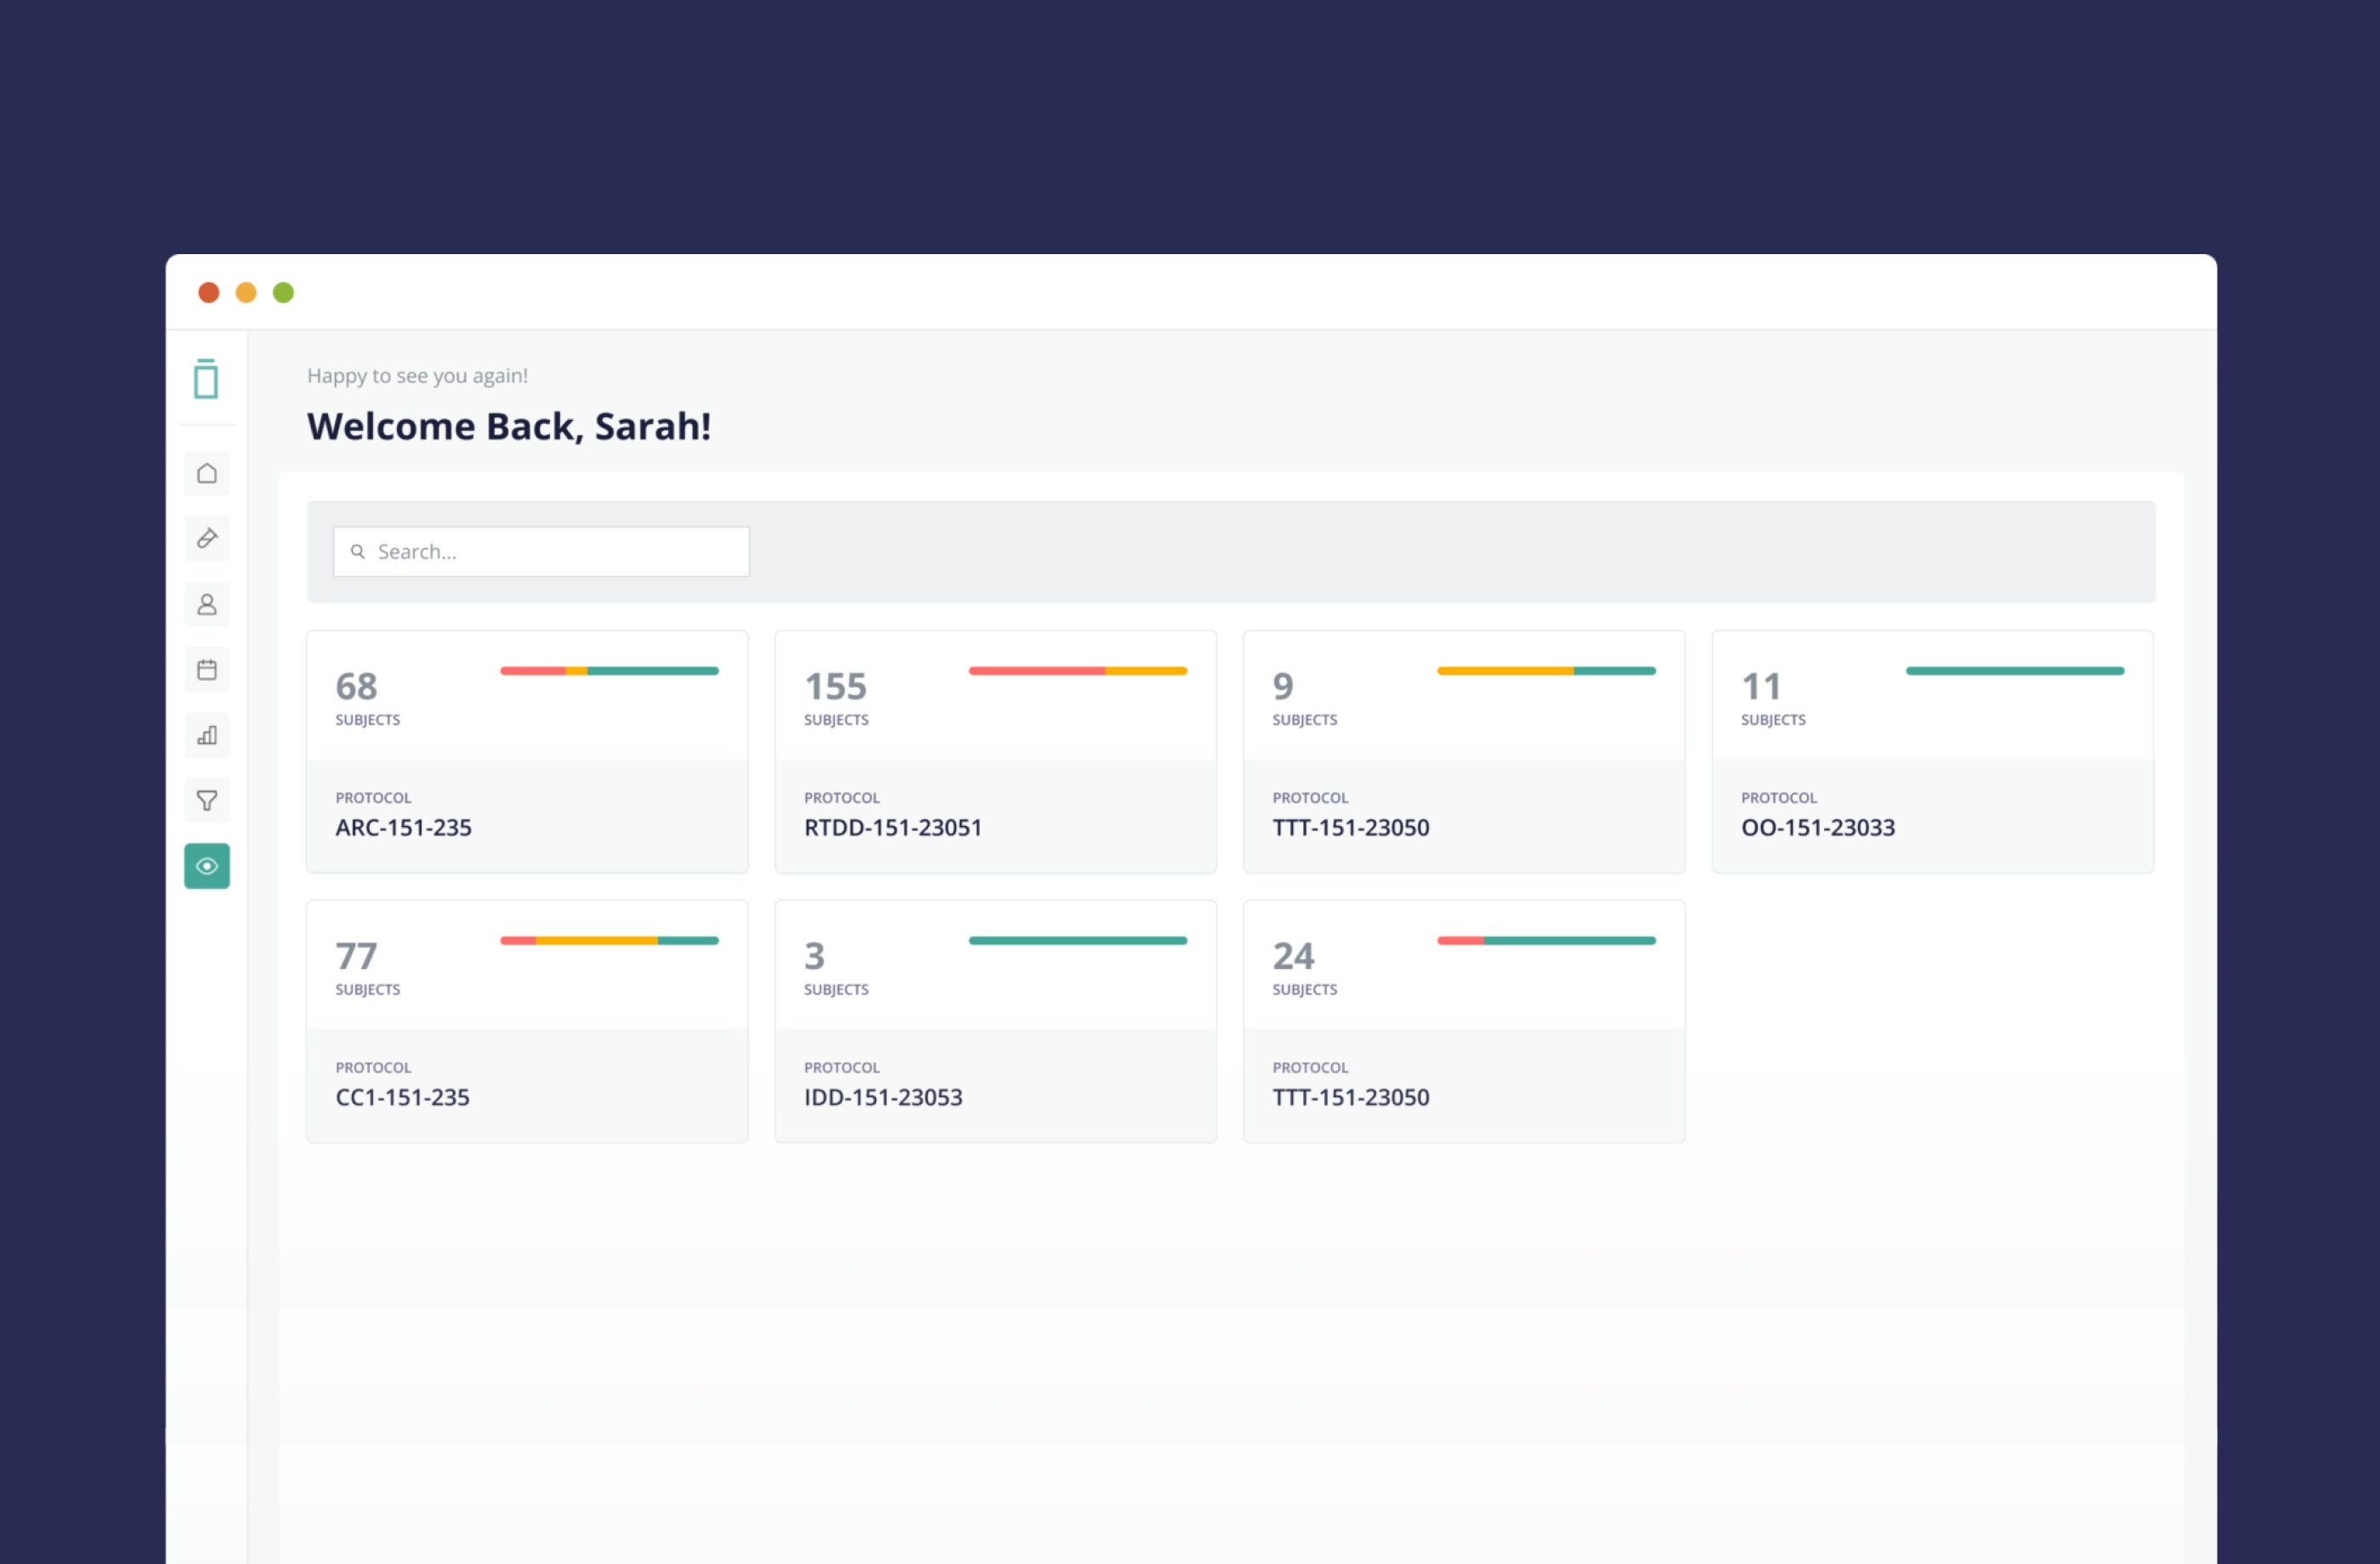 Happy to see you again!
Welcome Back, Sarah!
Search...
68
SUBJECTS
PROTOCOL
ARC-151-235
155
SUBJECTS
PROTOCOL
RTDD-151-23051
9
SUBJECTS
PROTOCOL
TTT-151-23050
11
SUBJECTS
PROTOCOL
OO-151-23033
77
SUBJECTS
PROTOCOL
CC1-151-235
3
SUBJECTS
PROTOCOL
IDD-151-23053
24
SUBJECTS
PROTOCOL
TTT-151-23050